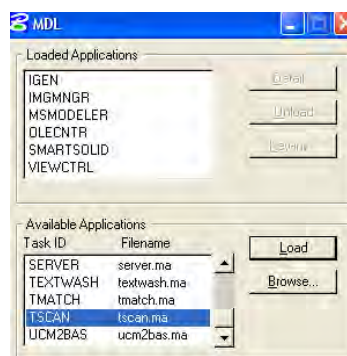 MDL
Loaded Applications
IGEN
IMGMNGR
MSMODELER
OLECNTR
SMARTSOLID
VIEWCTRL
Detail
Unload
Available Applications
Task ID Filename
SERVER server.ma
TEXTWASH textwash.ma
TMATCH tmatch.ma
TSCAN tscan.ma
UCM2BAS ucm2bas.ma
Load
Browse...